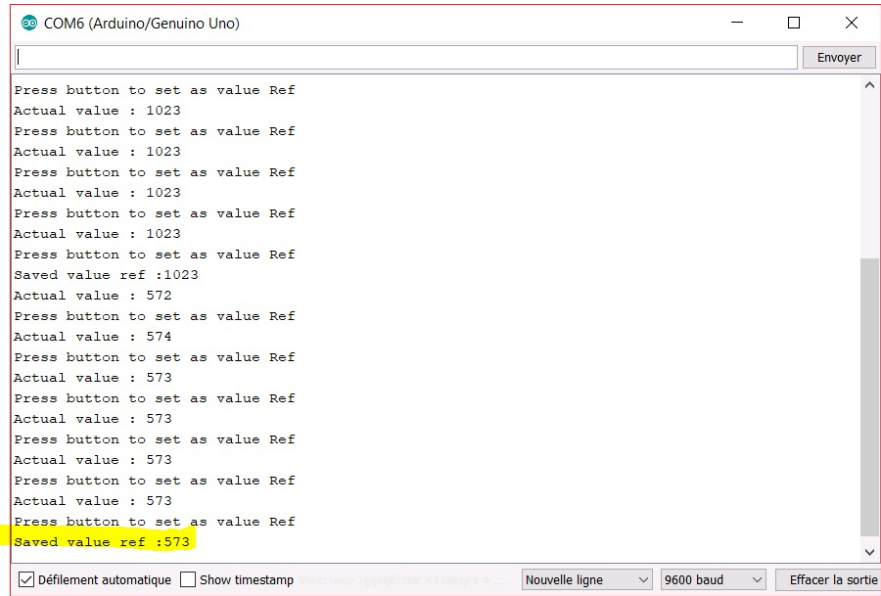 COM6 (Arduino/Genuino Uno)
Envoyer
Press button to set as value Ref
Actual value : 1023
Press button to set as value Ref
Actual value : 1023
Press button to set as value Ref
Actual value : 1023
Press button to set as value Ref
Actual value : 1023
Press button to set as value Ref
Saved value ref :1023
Actual value : 572
Press button to set as value Ref
Actual value : 574
Press button to set as value Ref
Actual value : 573
Press button to set as value Ref
Actual value : 573
Press button to set as value Ref
Actual value : 573
Press button to set as value Ref
Actual value : 573
Press button to set as value Ref
Saved value ref :573
Défilement automatique Show timestamp Nouvelle ligne 9600 baud Effacer la sortie